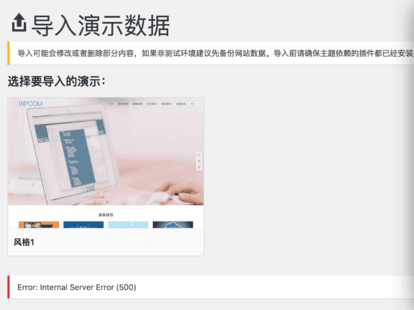 导入演示数据
导入可能会修改或者删除部分内容，如果非测试环境建议先备份网站数据。导入前请确保主题依赖的插件都已经安装
选择要导入的演示：
WPCOM
风格1
Error: Internal Server Error (500)